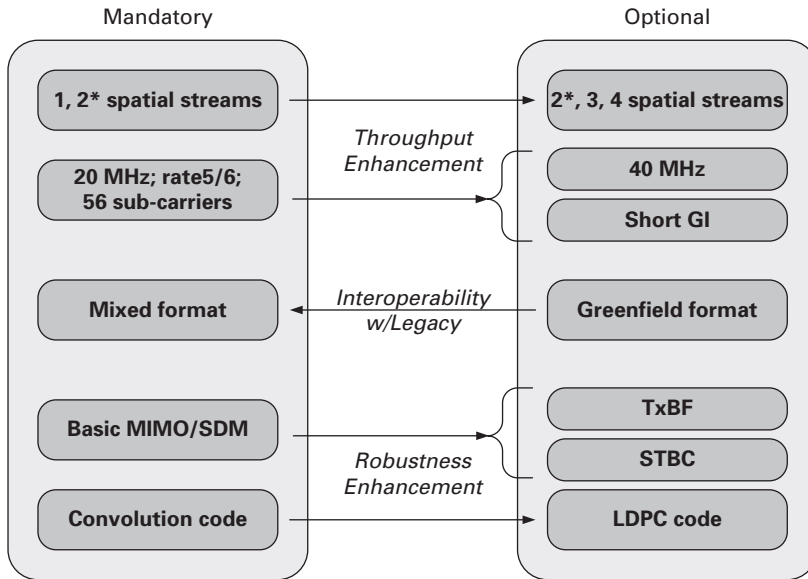 Mandatory
Optional
1, 2* spatial streams
2*, 3, 4 spatial streams
Throughput
Enhancement
20 MHz; rate5/6;
56 sub-carriers
40 MHz
Short GI
Mixed format
Interoperability
w/Legacy
Greenfield format
Basic MIMO/SDM
TxBF
STBC
Robustness
Enhancement
Convolution code
LDPC code